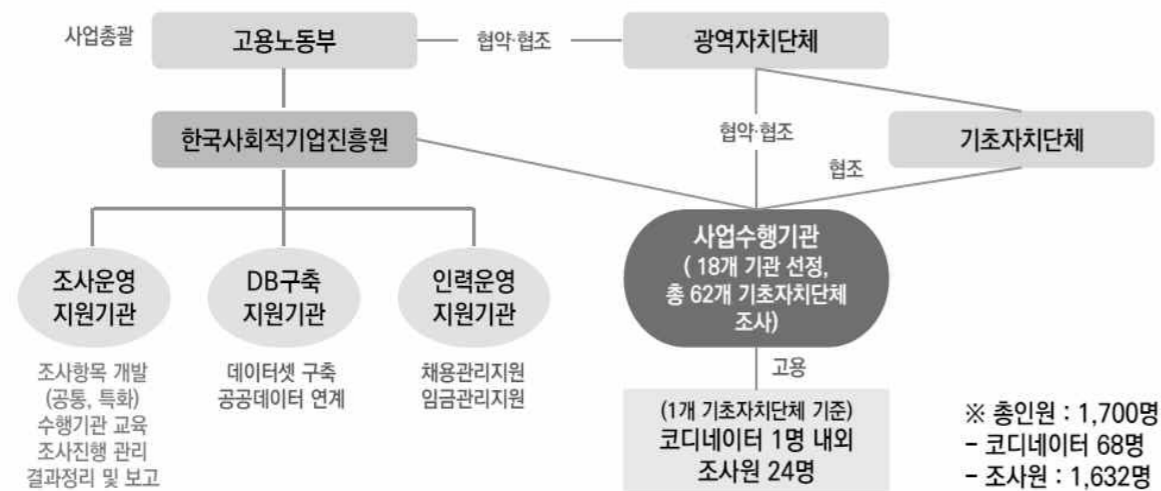 사업총괄
고용노동부
협약·협조
광역자치단체
한국사회적기업진흥원
협약·협조
기초자치단체
협조
사업수행기관
( 18개 기관 선정,
총 62개 기초자치단체
조사)
조사운영
지원기관
DB구축
지원기관
인력운영
지원기관
조사항목 개발
(공통, 특화)
수행기관 교육
조사진행 관리
결과정리 및 보고
데이터셋 구축
공공데이터 연계
채용관리지원
임금관리지원
고용
(1개 기초자치단체 기준)
코디네이터 1명 내외
조사원 24명
※ 총인원 : 1,700명
- 코디네이터 68명
- 조사원 : 1,632명